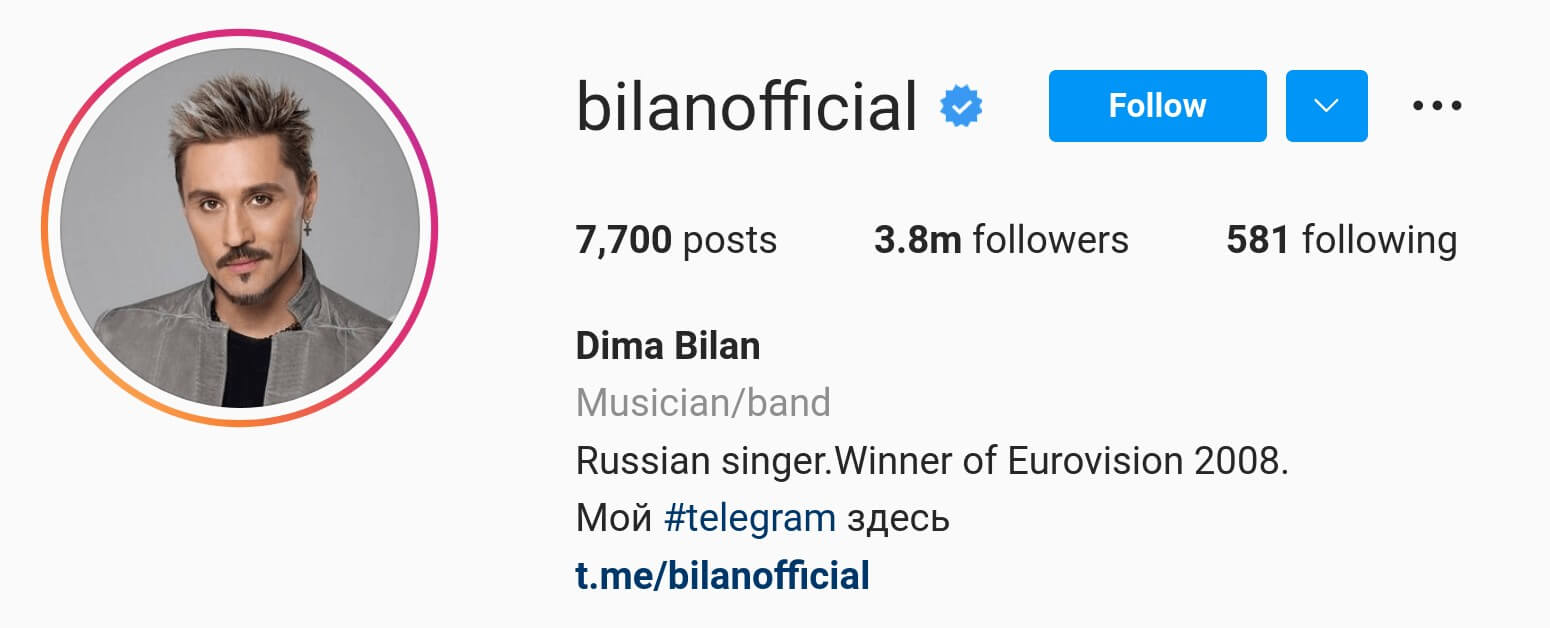 bilanofficial Follow
7,700 posts 3.8m followers 581 following
Dima Bilan
Musician/band
Russian singer.Winner of Eurovision 2008.
Мой #telegram здесь
t.me/bilanofficial